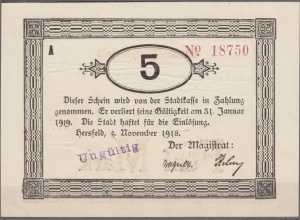 A
5
No 18750
Dieser Schein wird von der Stadtkasse in Zahlung
genommen. Er verliert seine Gültigkeit am 31. Januar
1919. Die Stadt haftet für die Einlösung.
Hersfeld, 4. November 1918.
Ungültig
Der Magistrat: